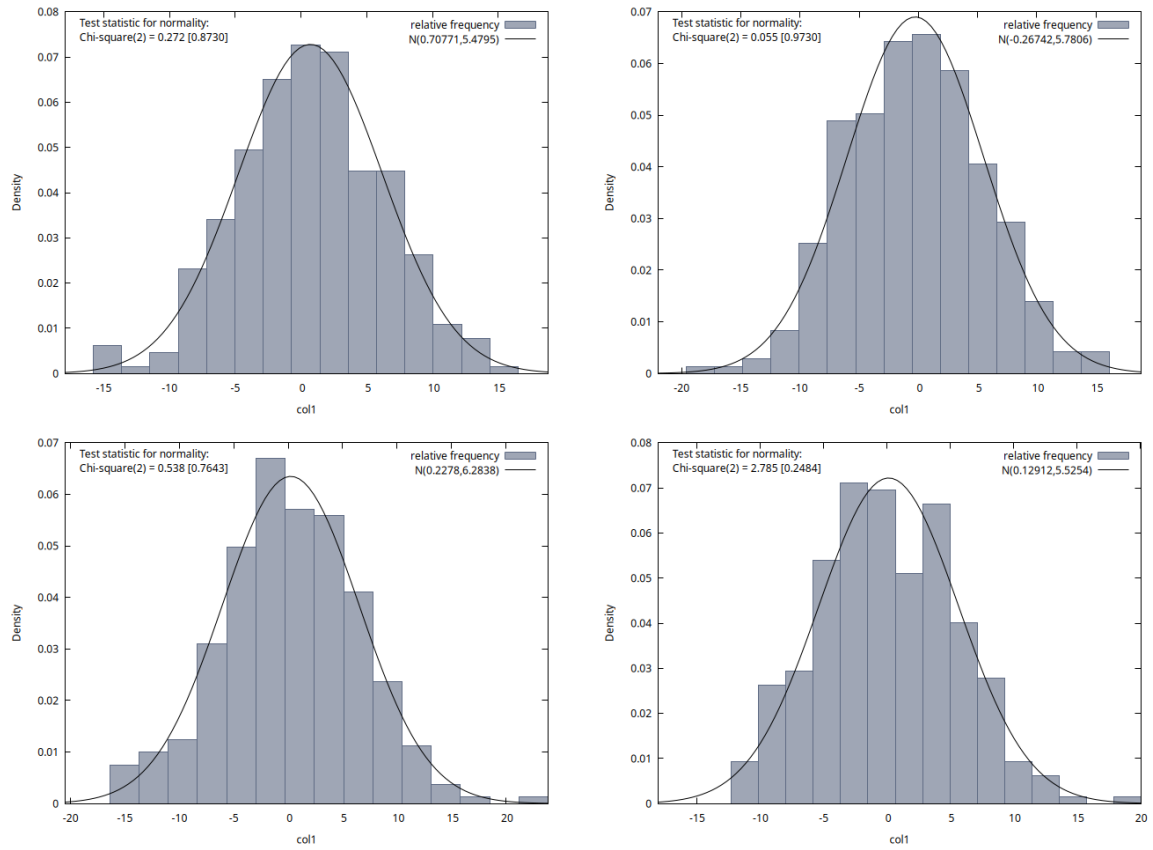 Test statistic for normality:
Chi-square(2) = 0.272 [0.8730]
relative frequency
N(0.70771,5.4795)
0.08
0.07
0.06
0.05
0.04
0.03
0.02
0.01
0
Density
-15
-10
-5
0
5
10
15
col1
Test statistic for normality:
Chi-square(2) = 0.055 [0.9730]
relative frequency
N(-0.26742,5.7806)
0.07
0.06
0.05
0.04
0.03
0.02
0.01
0
Density
-20
-15
-10
-5
0
5
10
15
col1
Test statistic for normality:
Chi-square(2) = 0.538 [0.7643]
relative frequency
N(0.2278,6.2838)
0.07
0.06
0.05
0.04
0.03
0.02
0.01
0
Density
-20
-15
-10
-5
0
5
10
15
20
col1
Test statistic for normality:
Chi-square(2) = 2.785 [0.2484]
relative frequency
N(0.12912,5.5254)
0.08
0.07
0.06
0.05
0.04
0.03
0.02
0.01
0
Density
-15
-10
-5
0
5
10
15
20
col1